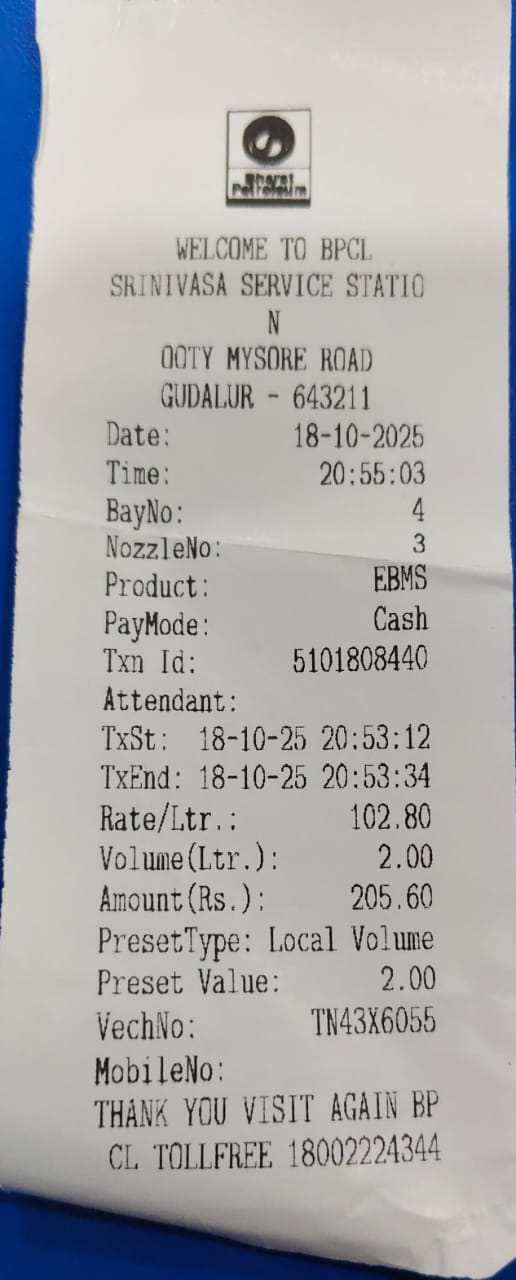 Bharat
Petroleum
WELCOME TO BPCL
SRINIVASA SERVICE STATIO
N
OOTY MYSORE ROAD
GUDALUR - 643211
Date: 18-10-2025
Time: 20:55:03
BayNo: 4
NozzleNo: 3
Product: EBMS
PayMode: Cash
Txn Id: 5101808440
Attendant:
TxSt: 18-10-25 20:53:12
TxEnd: 18-10-25 20:53:34
Rate/Ltr.: 102.80
Volume(Ltr.): 2.00
Amount(Rs.): 205.60
PresetType: Local Volume
Preset Value: 2.00
VechNo: TN43X6055
MobileNo:
THANK YOU VISIT AGAIN BP
CL TOLLFREE 18002224344